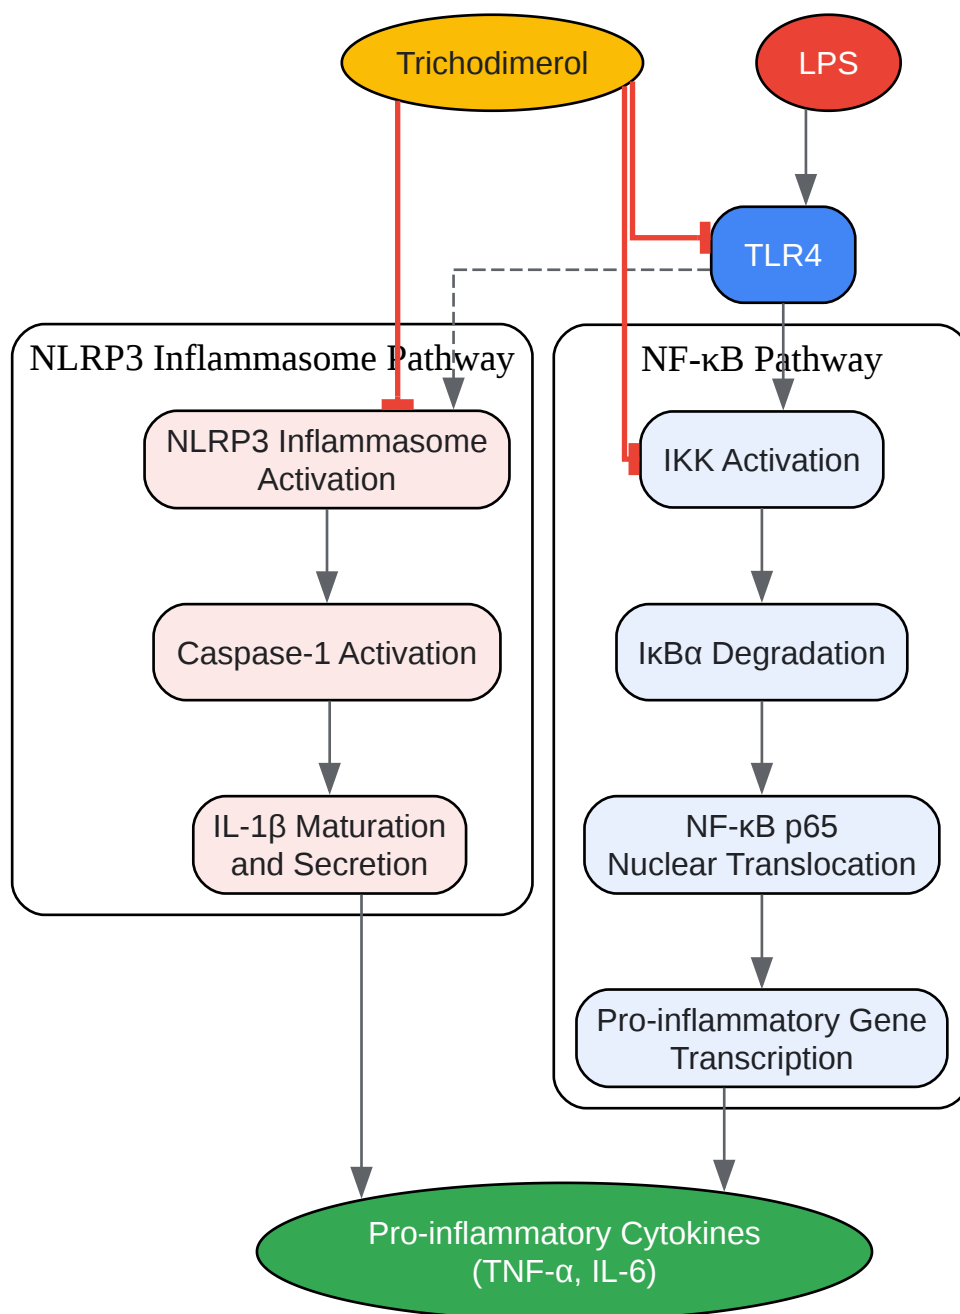 Trichodimerol
LPS
TLR4
NLRP3 Inflammasome Pathway
NF-κB Pathway
NLRP3 Inflammasome
Activation
IKK Activation
Caspase-1 Activation
IκBα Degradation
IL-1β Maturation
and Secretion
NF-κB p65
Nuclear Translocation
Pro-inflammatory Gene
Transcription
Pro-inflammatory Cytokines
(TNF-α, IL-6)